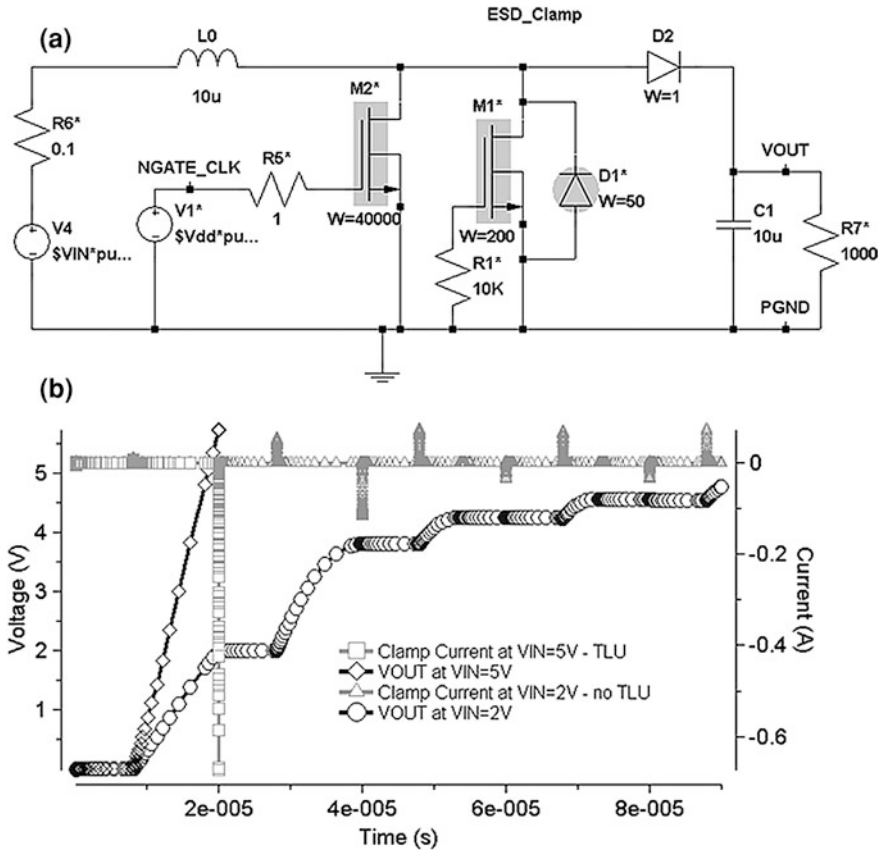 ESD_Clamp
(a)
L0
10u
M2*
M1*
D2
W=1
R6*
0.1
NGATE_CLK
R5*
1
VOUT
V1*
$Vdd*pu...
W=40000
D1*
W=50
W=200
C1
10u
R7*
1000
V4
$VIN*pu...
R1*
10K
PGND
(b)
5
4
3
2
1
Voltage (V)
0
-0.2
-0.4
-0.6
Current (A)
Clamp Current at VIN=5V - TLU
VOUT at VIN=5V
Clamp Current at VIN=2V - no TLU
VOUT at VIN=2V
2e-005
4e-005
6e-005
8e-005
Time (s)